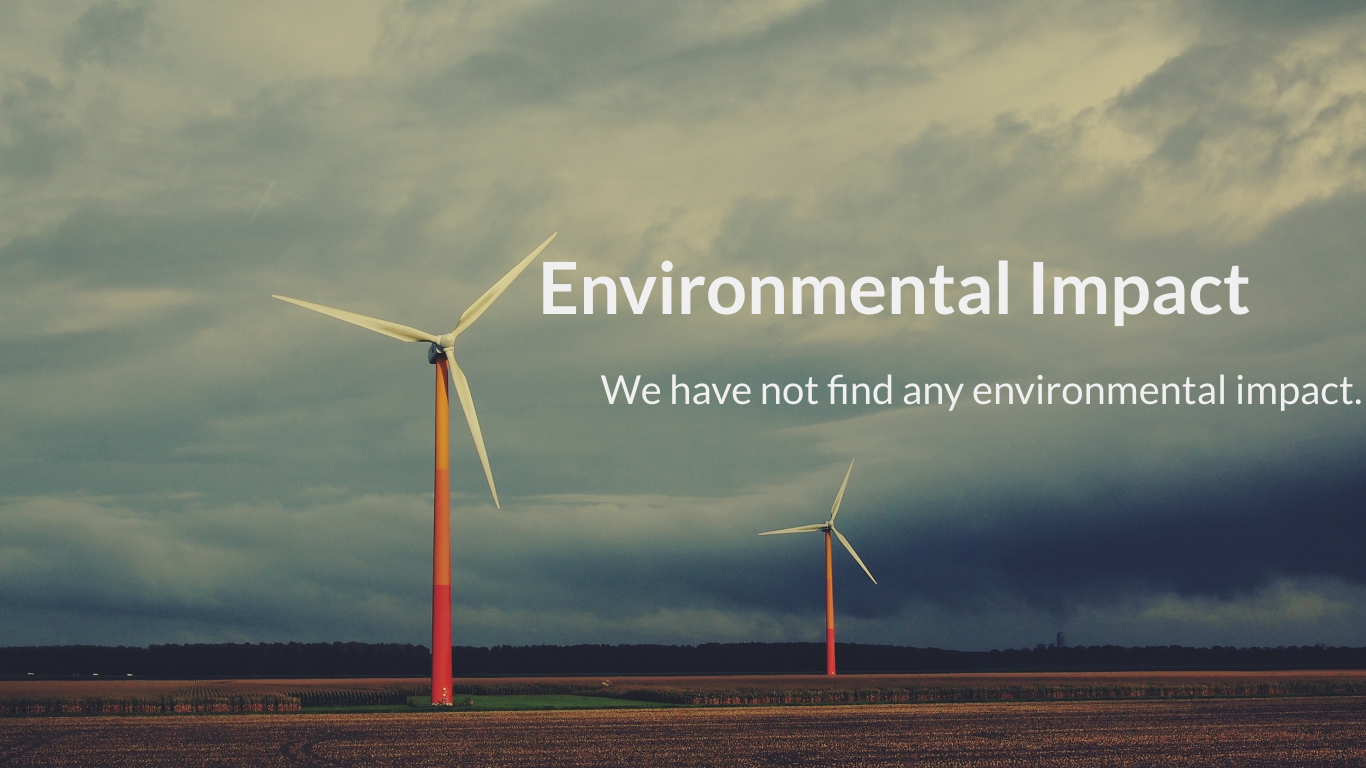 Environmental Impact
We have not find any environmental impact.